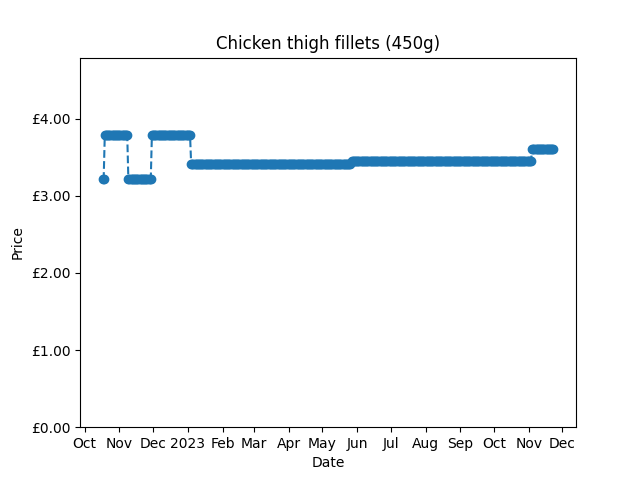 Chicken thigh fillets (450g)
£4.00
£3.00
£2.00
£1.00
£0.00
Price
Oct Nov Dec 2023 Feb Mar Apr May Jun Jul Aug Sep Oct Nov Dec
Date